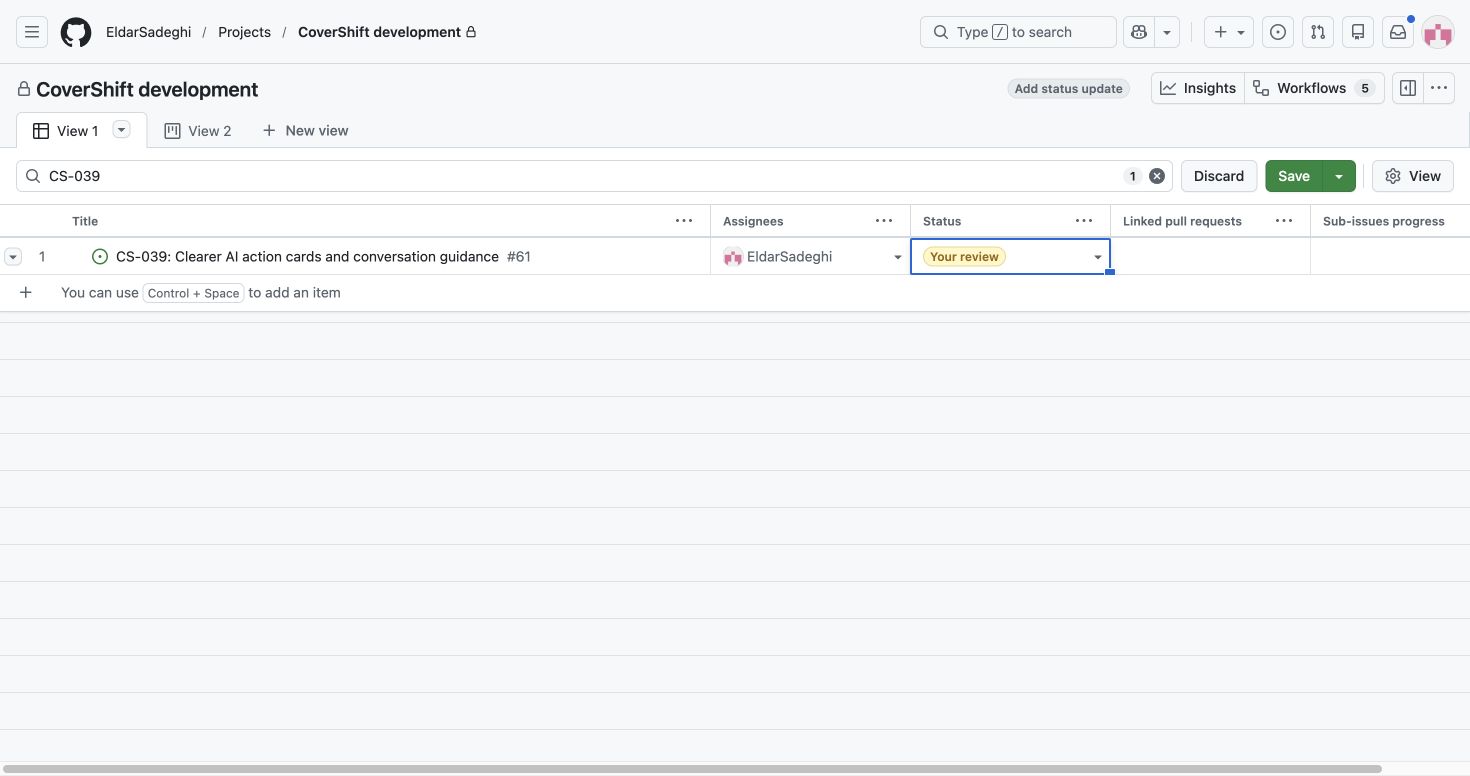 EldarSadeghi / Projects / CoverShift development
Type / to search
CoverShift development
Add status update
Insights
Workflows 5
View 1
View 2
New view
CS-039
1
Discard
Save
View
Title
Assignees
Status
Linked pull requests
Sub-issues progress
1 CS-039: Clearer AI action cards and conversation guidance #61
EldarSadeghi
Your review
You can use Control + Space to add an item